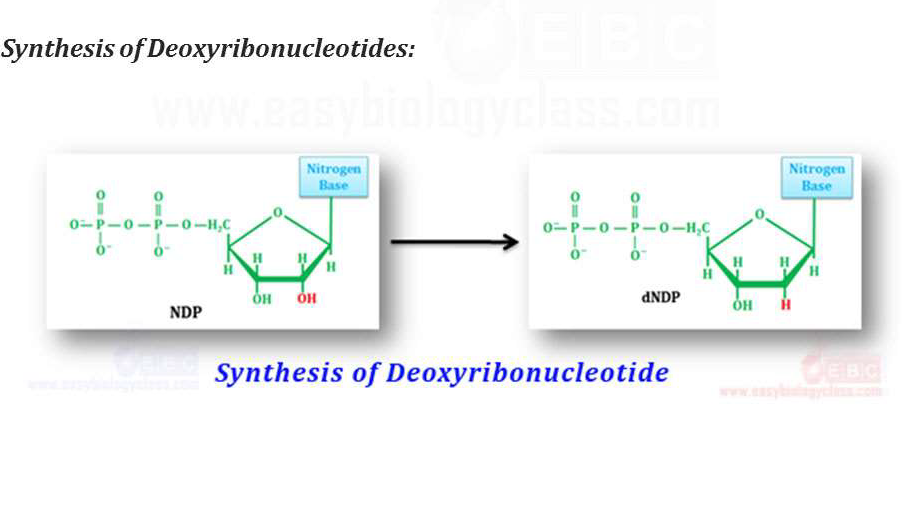 Synthesis of Deoxyribonucleotides:
EBC
www.easybiologyclass.com
Nitrogen
Base
O O
O⁻ P O P O H₂C O
O⁻ O⁻
H H H H
OH OH
NDP
Nitrogen
Base
O O
O⁻ P O P O H₂C O
O⁻ O⁻
H H H H
OH H
dNDP
Synthesis of Deoxyribonucleotide
EBC
www.easybiologyclass.com
EBC
www.easybiologyclass.com